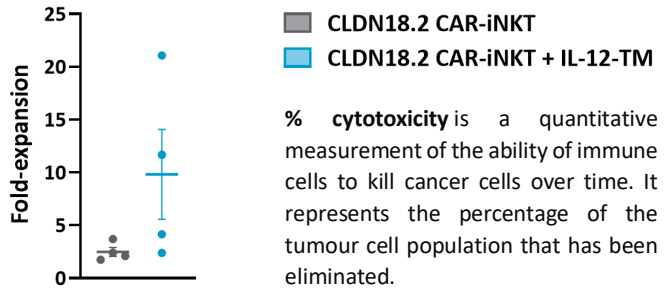 25
20
15
10
5
0
Fold-expansion
CLDN18.2 CAR-iNKT
CLDN18.2 CAR-iNKT + IL-12-TM
% cytotoxicity is a quantitative
measurement of the ability of immune
cells to kill cancer cells over time. It
represents the percentage of the
tumour cell population that has been
eliminated.